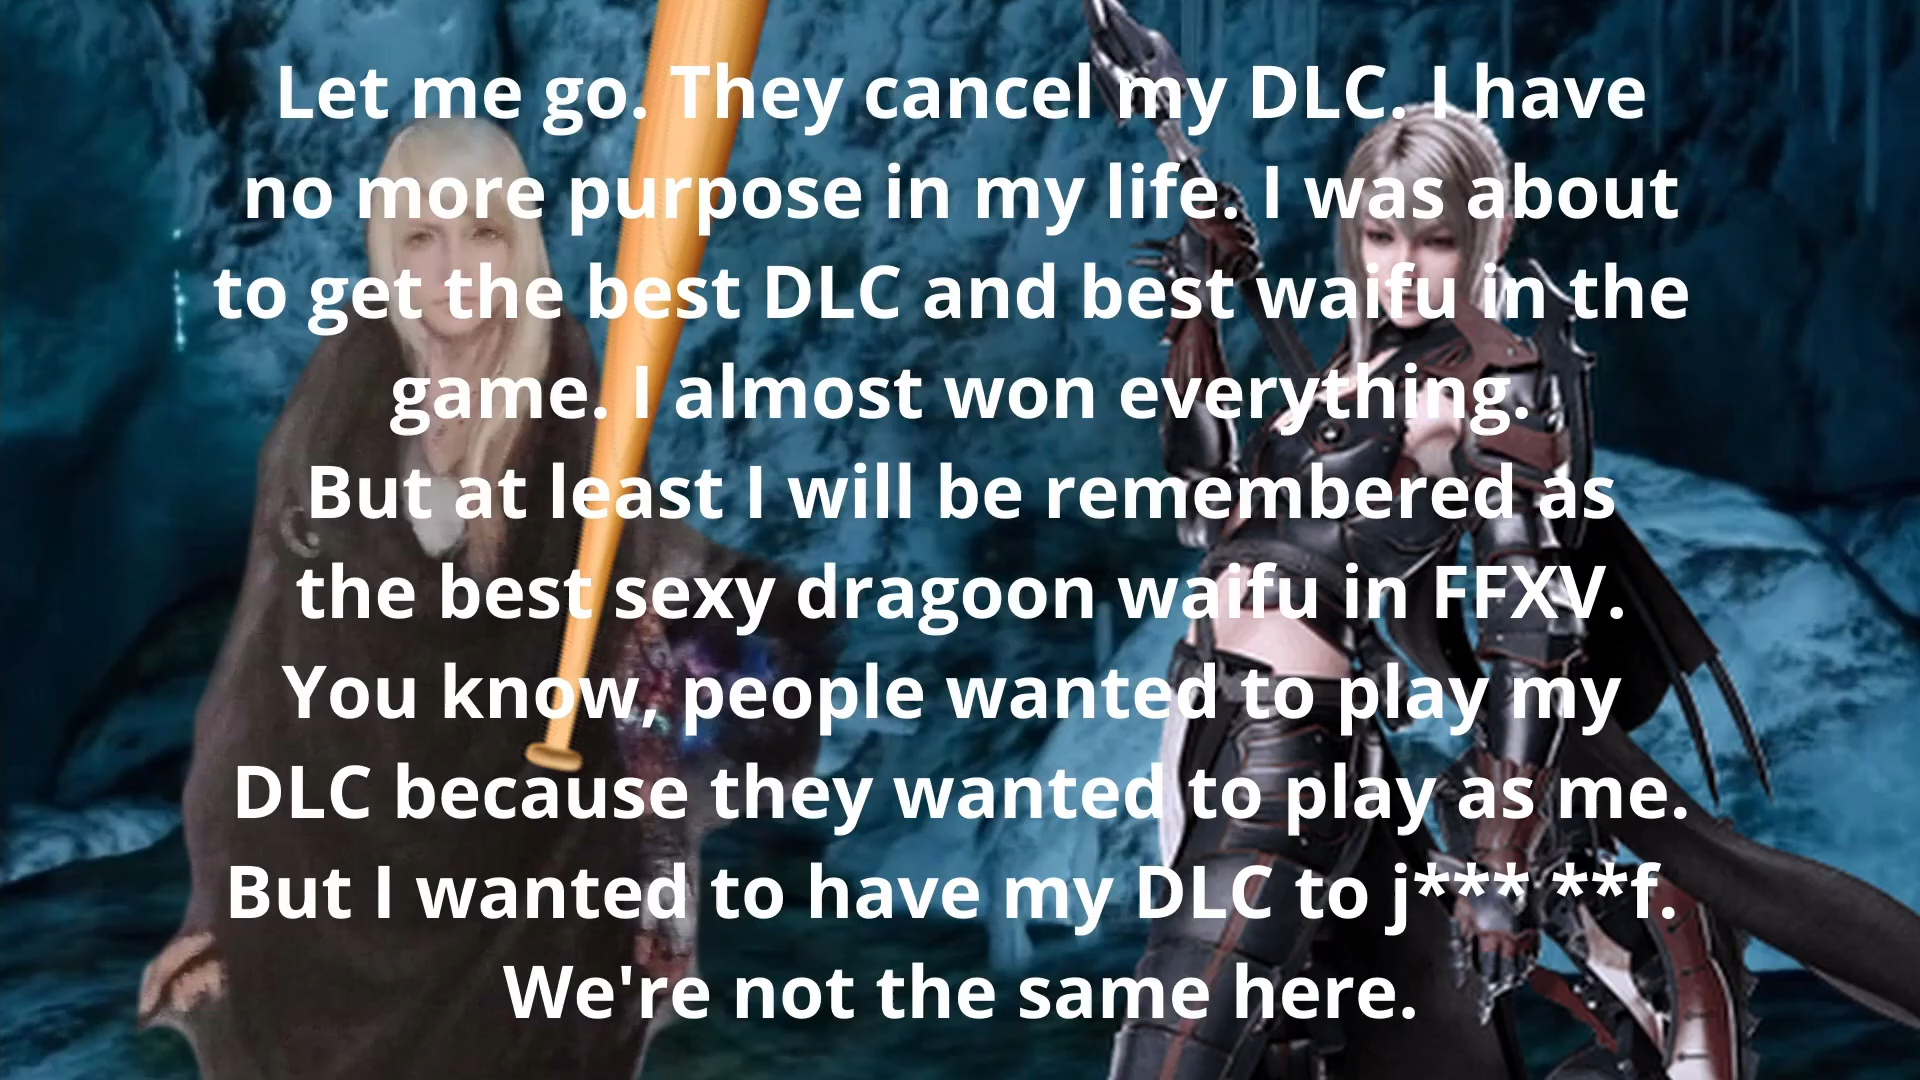 Let me go. They cancel my DLC. I have
no more purpose in my life. I was about
to get the best DLC and best waifu in the
game. I almost won everything.
But at least I will be remembered as
the best sexy dragoon waifu in FFXV.
You know, people wanted to play my
DLC because they wanted to play as me.
But I wanted to have my DLC to j*** **f.
We're not the same here.